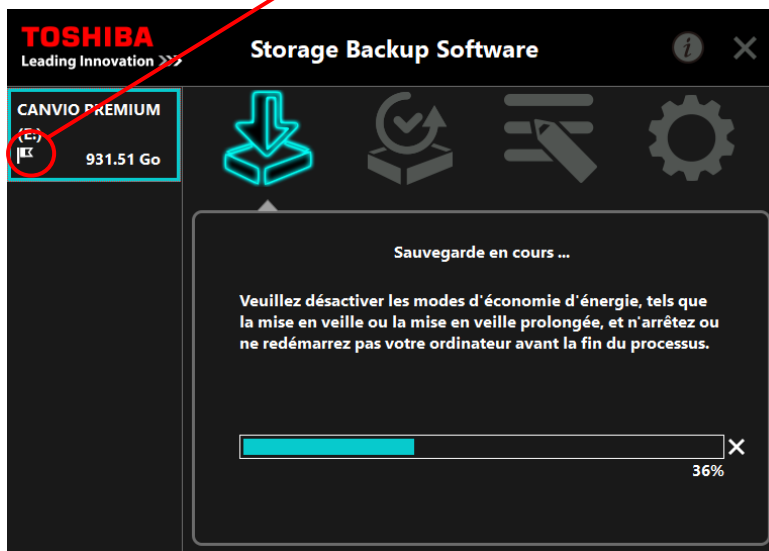 TOSHIBA
Leading Innovation >>>
Storage Backup Software
i
CANVIO PREMIUM
(E:)
931.51 Go
Sauvegarde en cours ...
Veuillez désactiver les modes d'économie d'énergie, tels que
la mise en veille ou la mise en veille prolongée, et n'arrêtez ou
ne redémarrez pas votre ordinateur avant la fin du processus.
36%